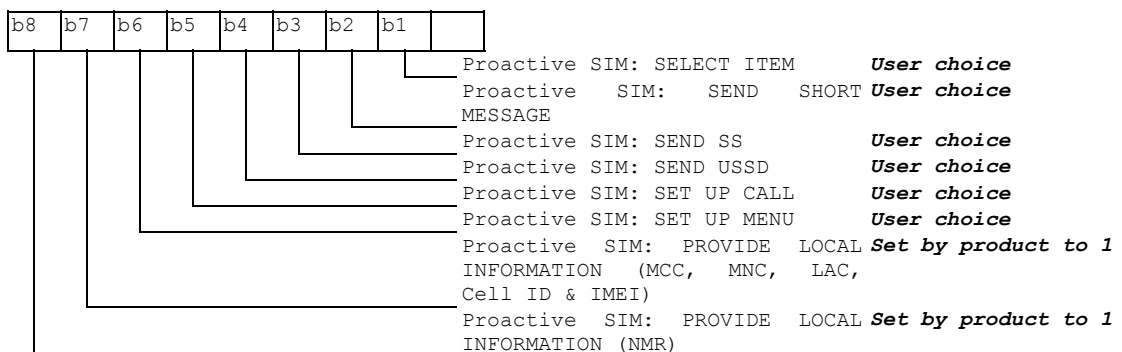 b8 b7 b6 b5 b4 b3 b2 b1
Proactive SIM: SELECT ITEM User choice
Proactive SIM: SEND SHORT User choice
MESSAGE
Proactive SIM: SEND SS User choice
Proactive SIM: SEND USSD User choice
Proactive SIM: SET UP CALL User choice
Proactive SIM: SET UP MENU User choice
Proactive SIM: PROVIDE LOCAL Set by product to 1
INFORMATION (MCC, MNC, LAC,
Cell ID & IMEI)
Proactive SIM: PROVIDE LOCAL Set by product to 1
INFORMATION (NMR)